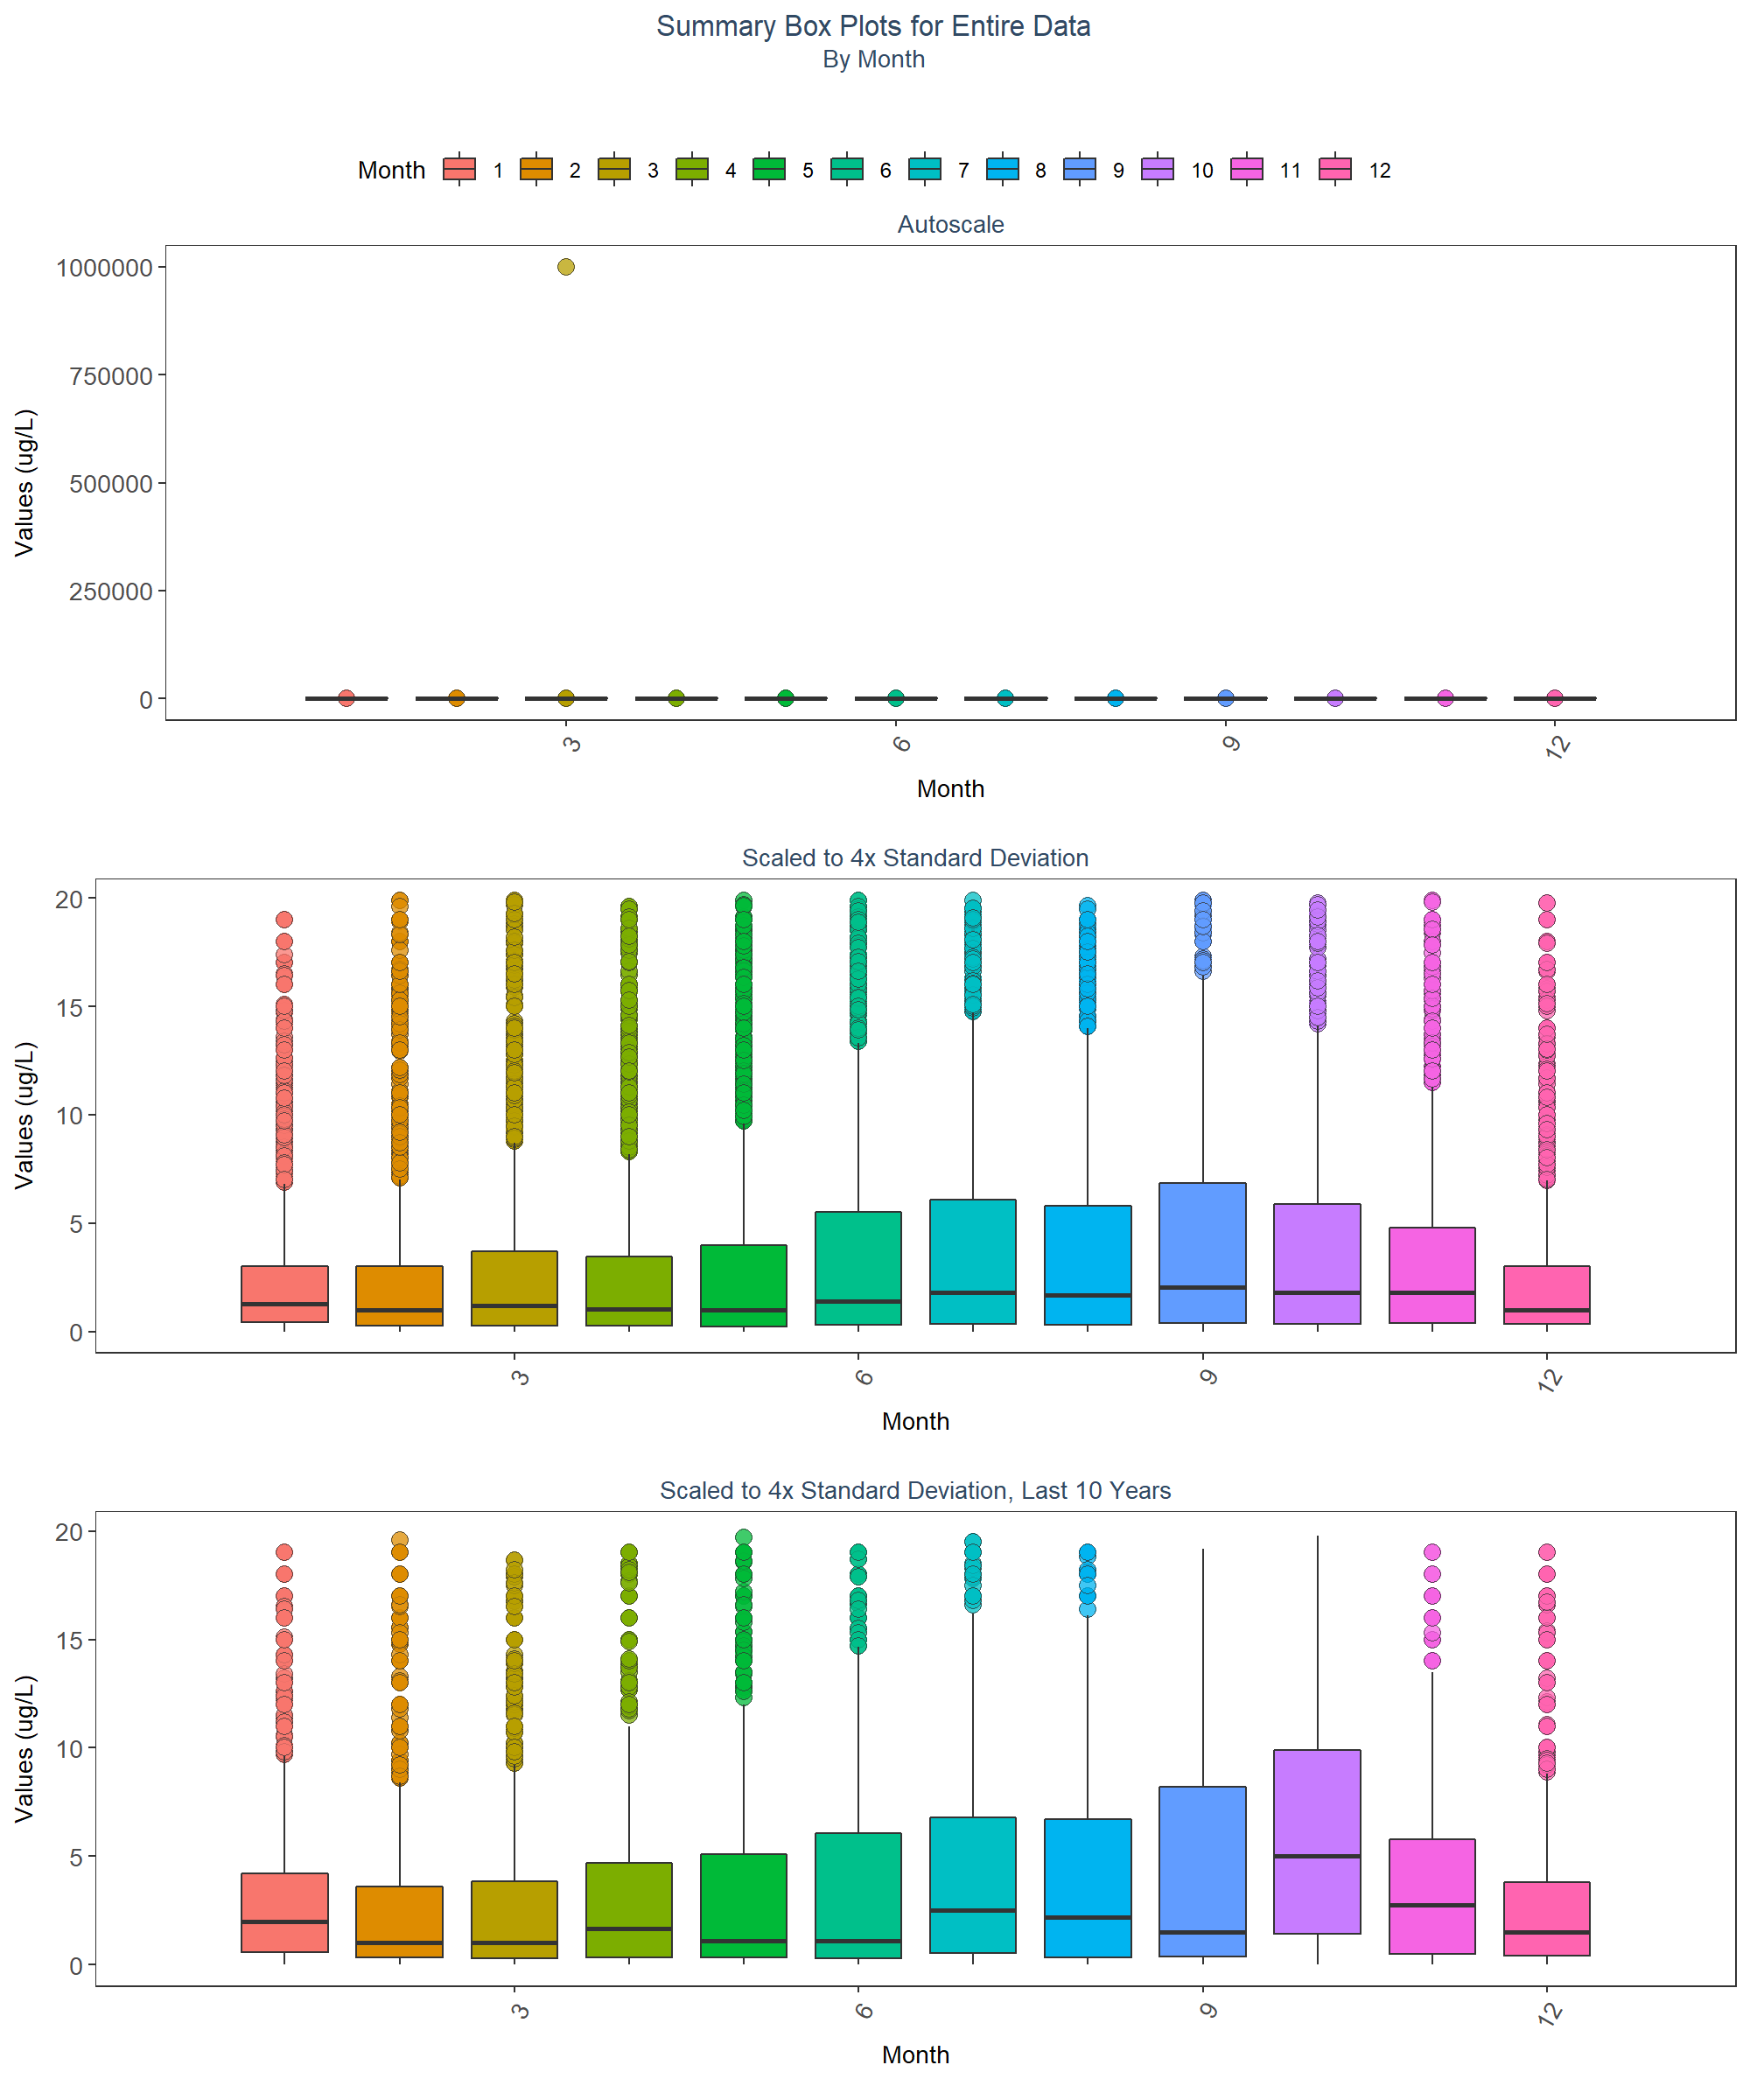 Summary Box Plots for Entire Data
By Month
Month 1 2 3 4 5 6 7 8 9 10 11 12
Autoscale
Values (ug/L)
1000000
750000
500000
250000
0
3 6 9 12
Month
Scaled to 4x Standard Deviation
Values (ug/L)
20
15
10
5
0
3 6 9 12
Month
Scaled to 4x Standard Deviation, Last 10 Years
Values (ug/L)
20
15
10
5
0
3 6 9 12
Month